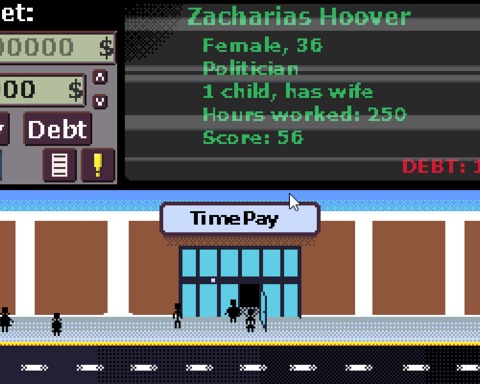 et:
00000 $
Zacharias Hoover
Female, 36
Politician
1 child, has wife
Hours worked: 250
Score: 56
00 $
Debt
DEBT: 1
!
TimePay